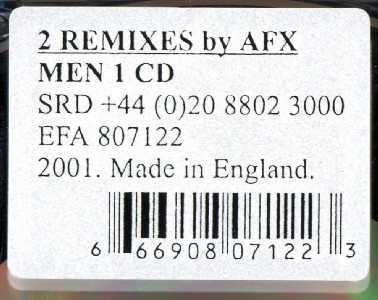 2 REMIXES by AFX
MEN 1 CD
SRD +44 (0)20 8802 3000
EFA 807122
2001. Made in England.
6 66908 07122 3